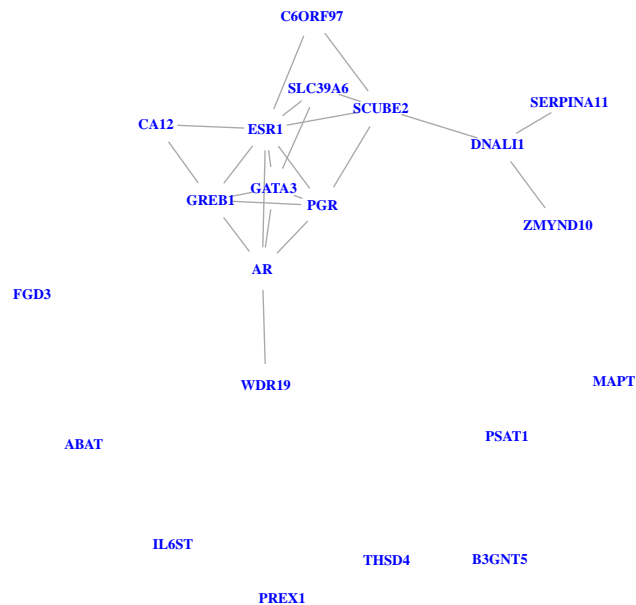 C6ORF97
SLC39A6
SERPINA11
SCUBE2
CA12
ESR1
DNALI1
GATA3
GREB1
PGR
ZMYND10
AR
FGD3
WDR19
MAPT
PSAT1
ABAT
IL6ST
THSD4
B3GNT5
PREX1